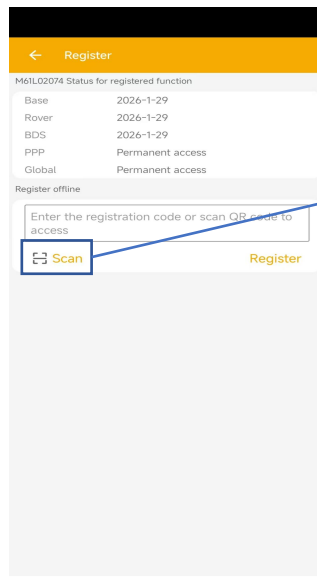 Register
M61L02074 Status for registered function
Base 2026-1-29
Rover 2026-1-29
BDS 2026-1-29
PPP Permanent access
Global Permanent access
Register offline
Enter the registration code or scan QR code to
access
Scan Register